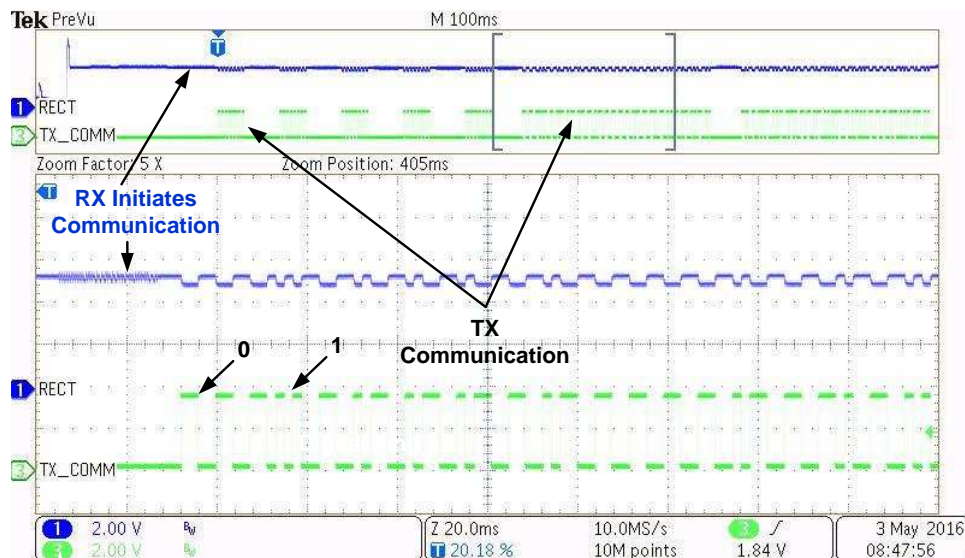 Tek PreVu
M 100ms
T
1 RECT
3 TX_COMM
Zoom Factor: 5 X
Zoom Position: 405ms
T
RX Initiates
Communication
TX
Communication
0
1
1 RECT
3 TX_COMM
1 2.00 V BW
3 2.00 V BW
Z 20.0ms
T 20.18 %
10.0MS/s
10M points
3
1.84 V
3 May 2016
08:47:56